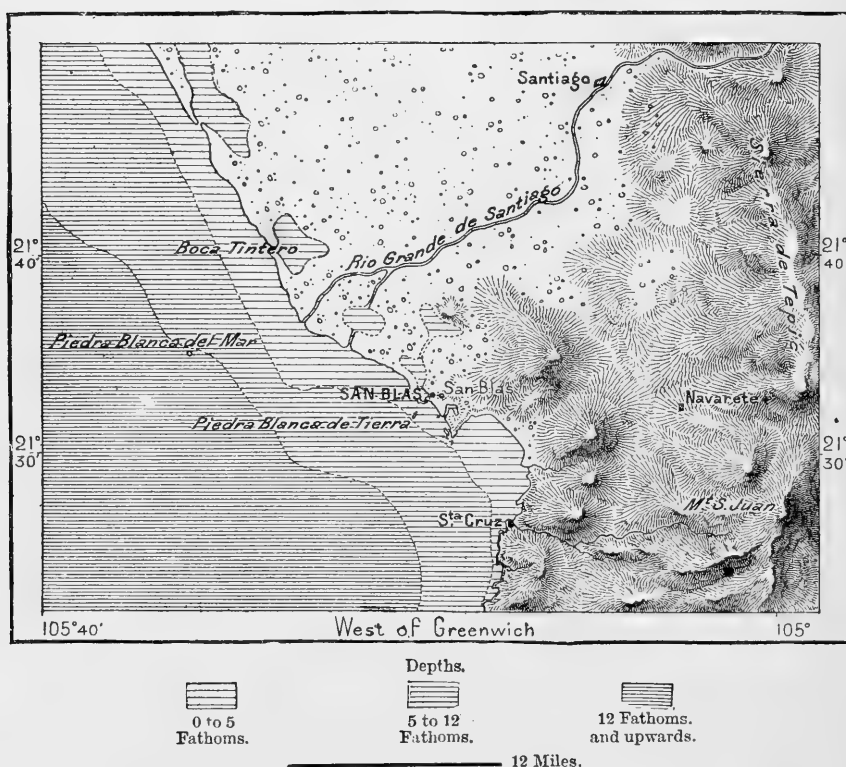 Santiago
Sierra de Tepic
Rio Grande de Santiago
Boca Tintero
21°
40'
21°
40'
Piedra Blanca del Mar
SAN BLAS
San Blas
Navarete
Piedra Blanca de Tierra
21°
30'
21°
30'
Mt S. Juan
Sta Cruz
105°40'
West of Greenwich
105°
Depths.
0 to 5
Fathoms.
5 to 12
Fathoms.
12 Fathoms.
and upwards.
12 Miles.